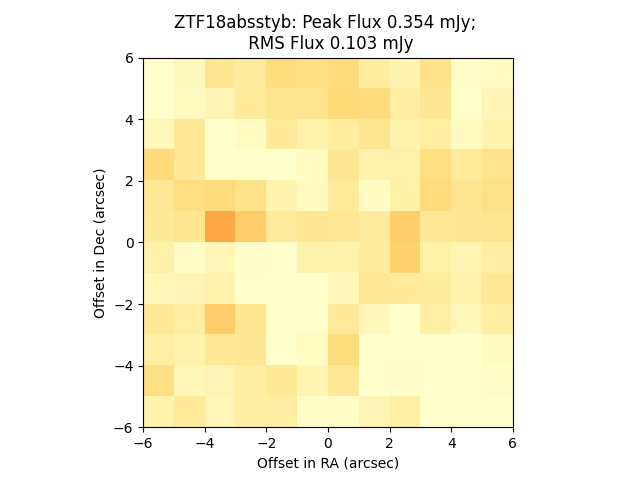 ZTF18absstyb: Peak Flux 0.354 mJy;
RMS Flux 0.103 mJy
6
4
2
0
−2
−4
−6
Offset in Dec (arcsec)
−6 −4 −2 0 2 4 6
Offset in RA (arcsec)